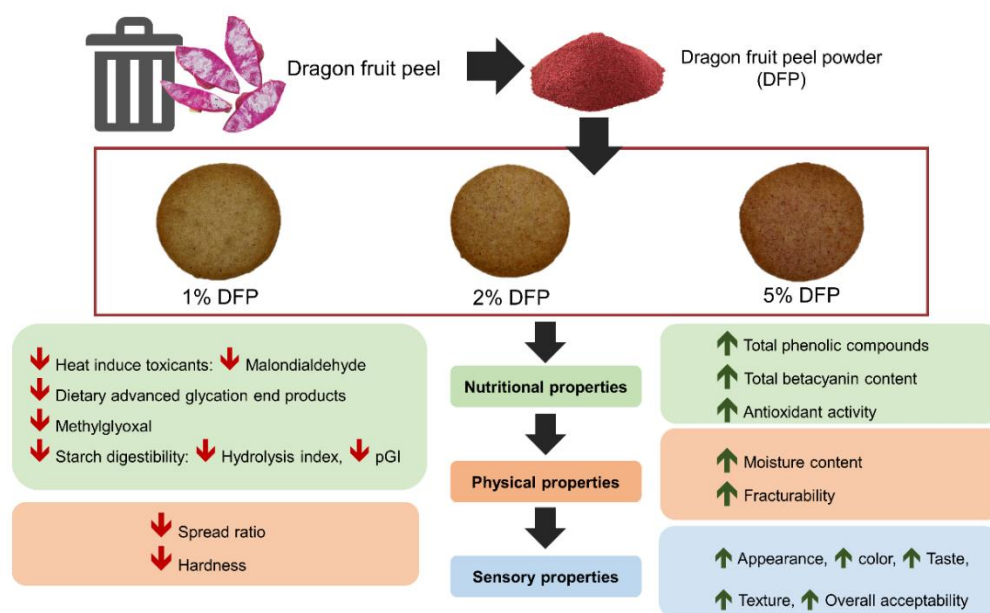 Dragon fruit peel
Dragon fruit peel powder
(DFP)
1% DFP
2% DFP
5% DFP
Heat induce toxicants: Malondialdehyde
Dietary advanced glycation end products
Methylglyoxal
Starch digestibility: Hydrolysis index, pGI
Nutritional properties
Total phenolic compounds
Total betacyanin content
Antioxidant activity
Spread ratio
Hardness
Physical properties
Moisture content
Fracturability
Sensory properties
Appearance, color, Taste,
Texture, Overall acceptability